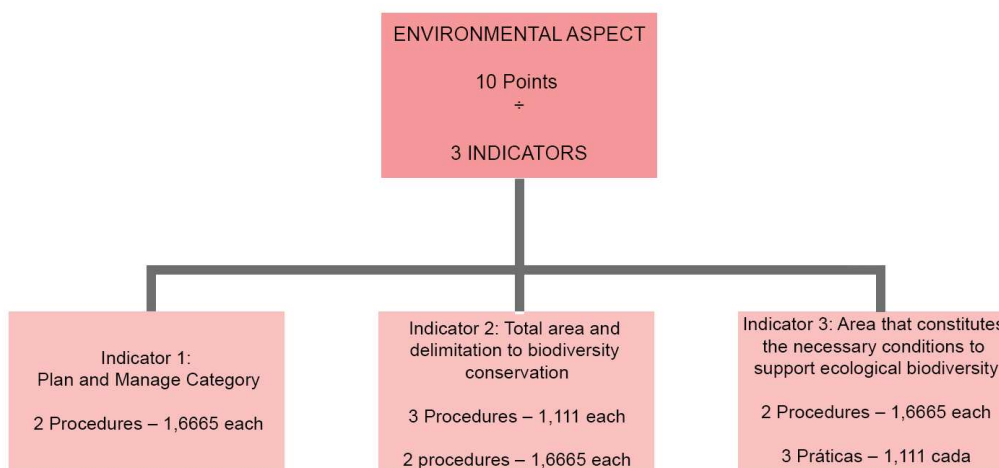 ENVIRONMENTAL ASPECT
10 Points
÷
3 INDICATORS
Indicator 1:
Plan and Manage Category
2 Procedures – 1,6665 each
Indicator 2: Total area and
delimitation to biodiversity
conservation
3 Procedures – 1,111 each
2 procedures – 1,6665 each
Indicator 3: Area that constitutes
the necessary conditions to
support ecological biodiversity
2 Procedures – 1,6665 each
3 Práticas – 1,111 cada